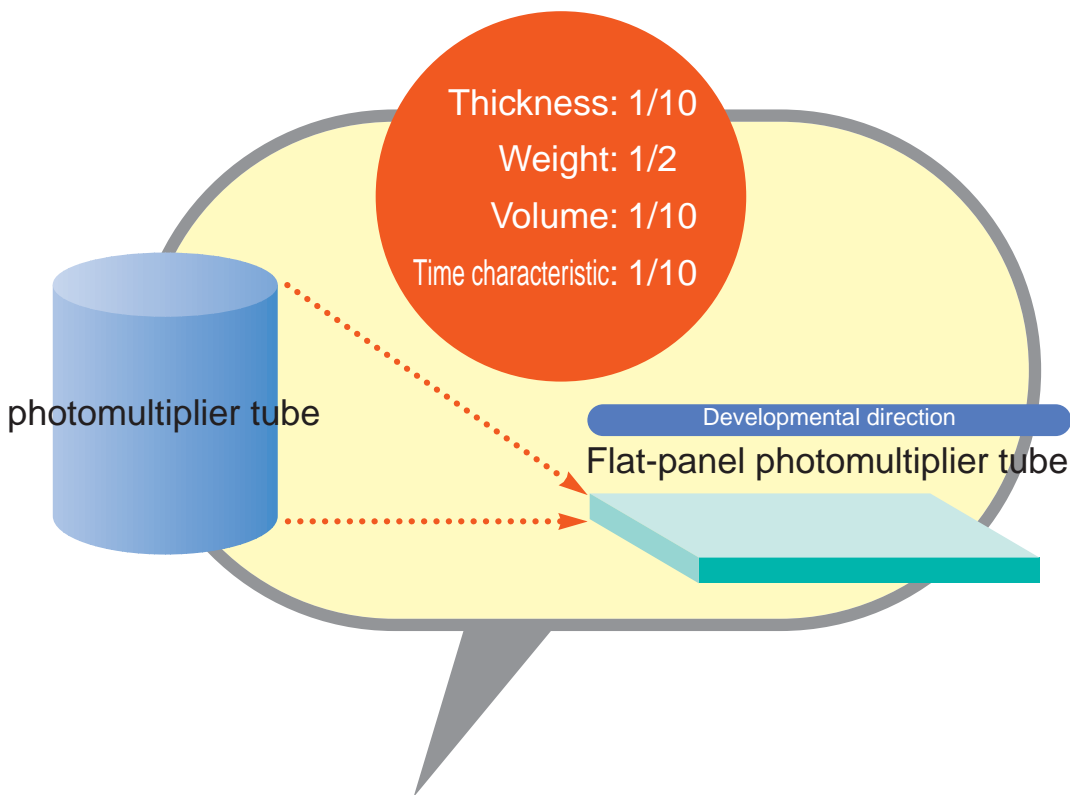 Thickness: 1/10
Weight: 1/2
Volume: 1/10
Time characteristic: 1/10
photomultiplier tube
Developmental direction
Flat-panel photomultiplier tube